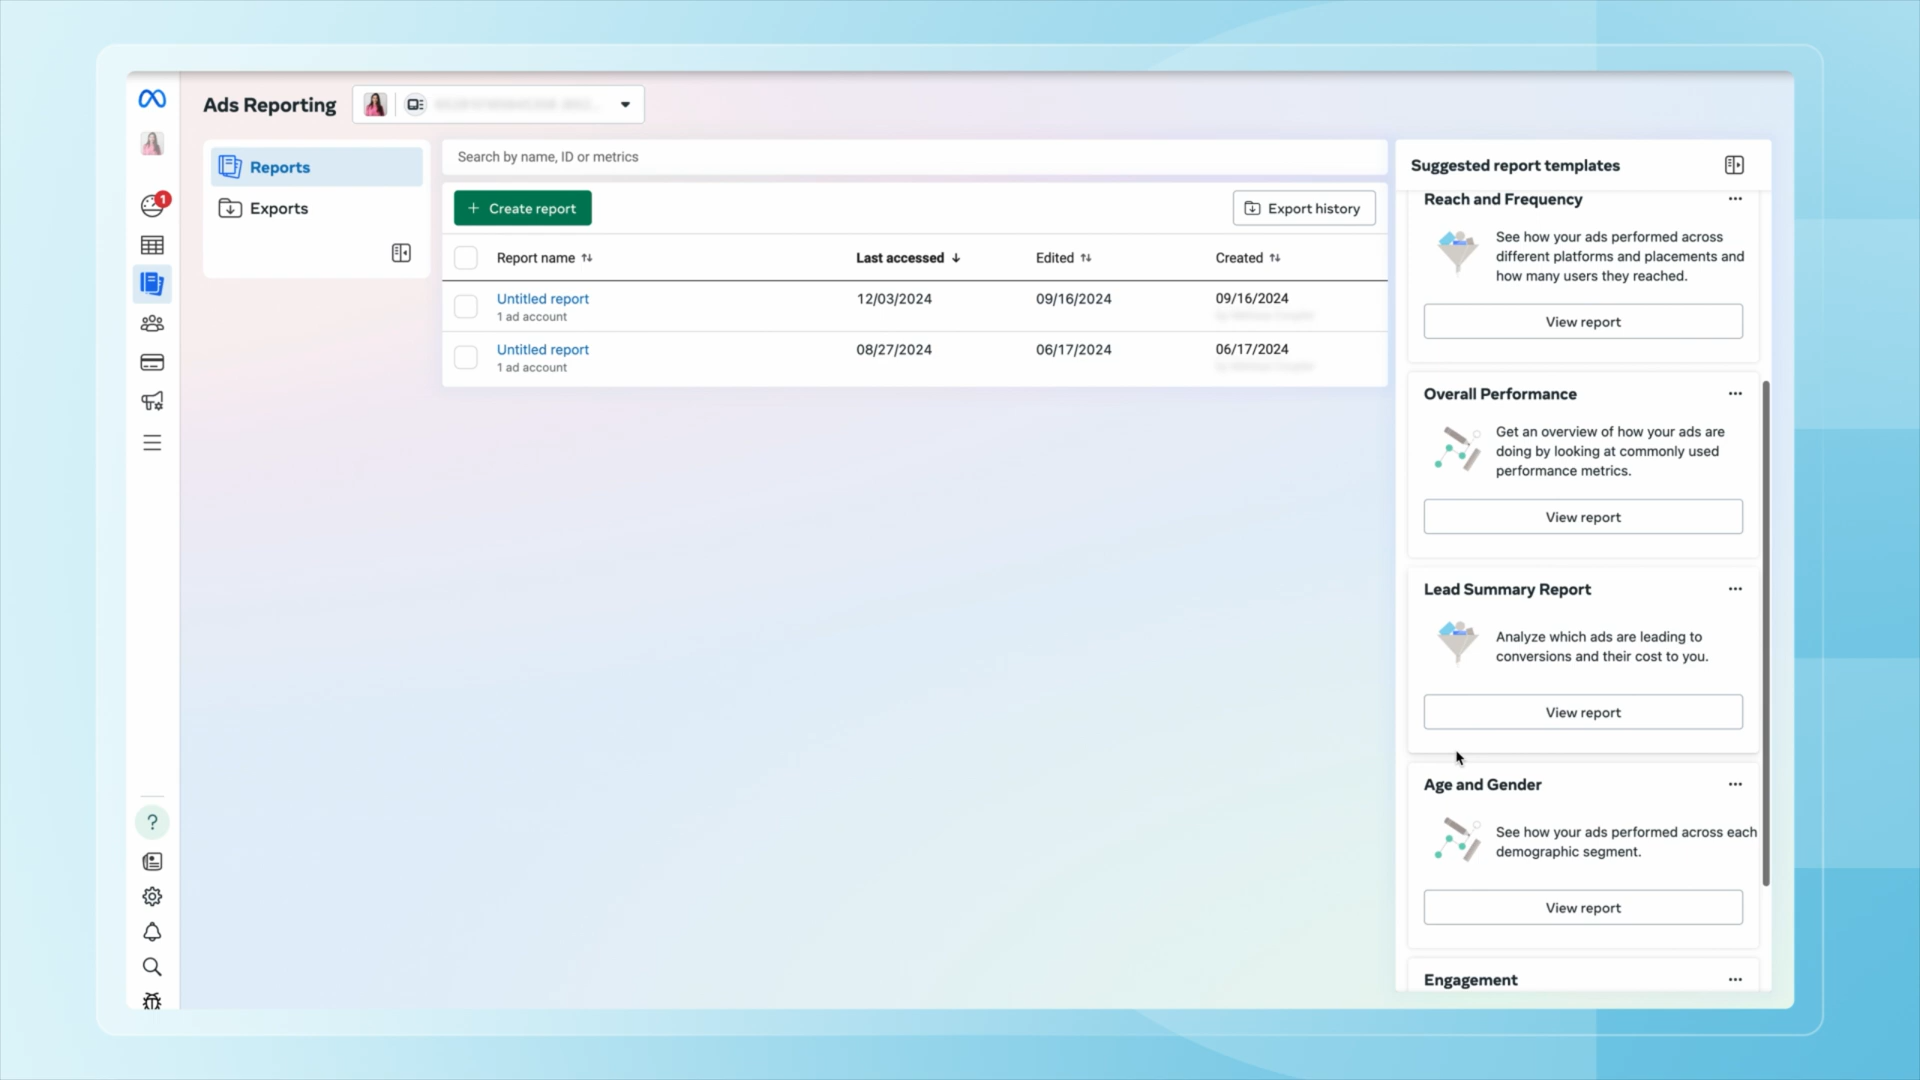 Ads Reporting
Reports
Exports
1
?
Search by name, ID or metrics
+ Create report
Export history
Report name
Last accessed
Edited
Created
Untitled report
1 ad account
12/03/2024
09/16/2024
09/16/2024
Untitled report
1 ad account
08/27/2024
06/17/2024
06/17/2024
Suggested report templates
Reach and Frequency
See how your ads performed across
different platforms and placements and
how many users they reached.
View report
Overall Performance
Get an overview of how your ads are
doing by looking at commonly used
performance metrics.
View report
Lead Summary Report
Analyze which ads are leading to
conversions and their cost to you.
View report
Age and Gender
See how your ads performed across each
demographic segment.
View report
Engagement